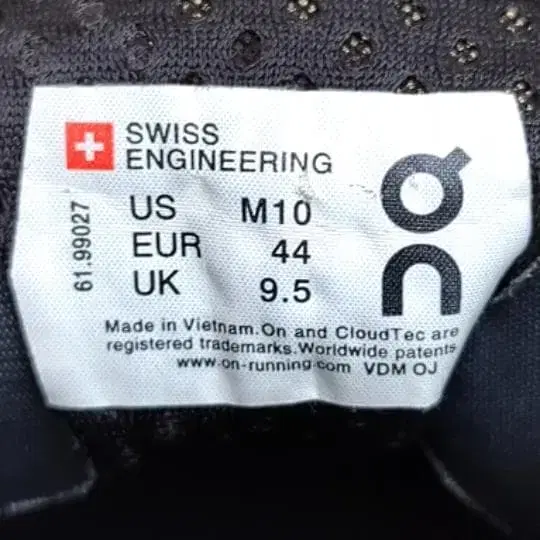 SWISS
ENGINEERING
61.99027
US M10
EUR 44
UK 9.5
On
Made in Vietnam.On and CloudTec are
registered trademarks.Worldwide patents
www.on-running.com VDM OJ